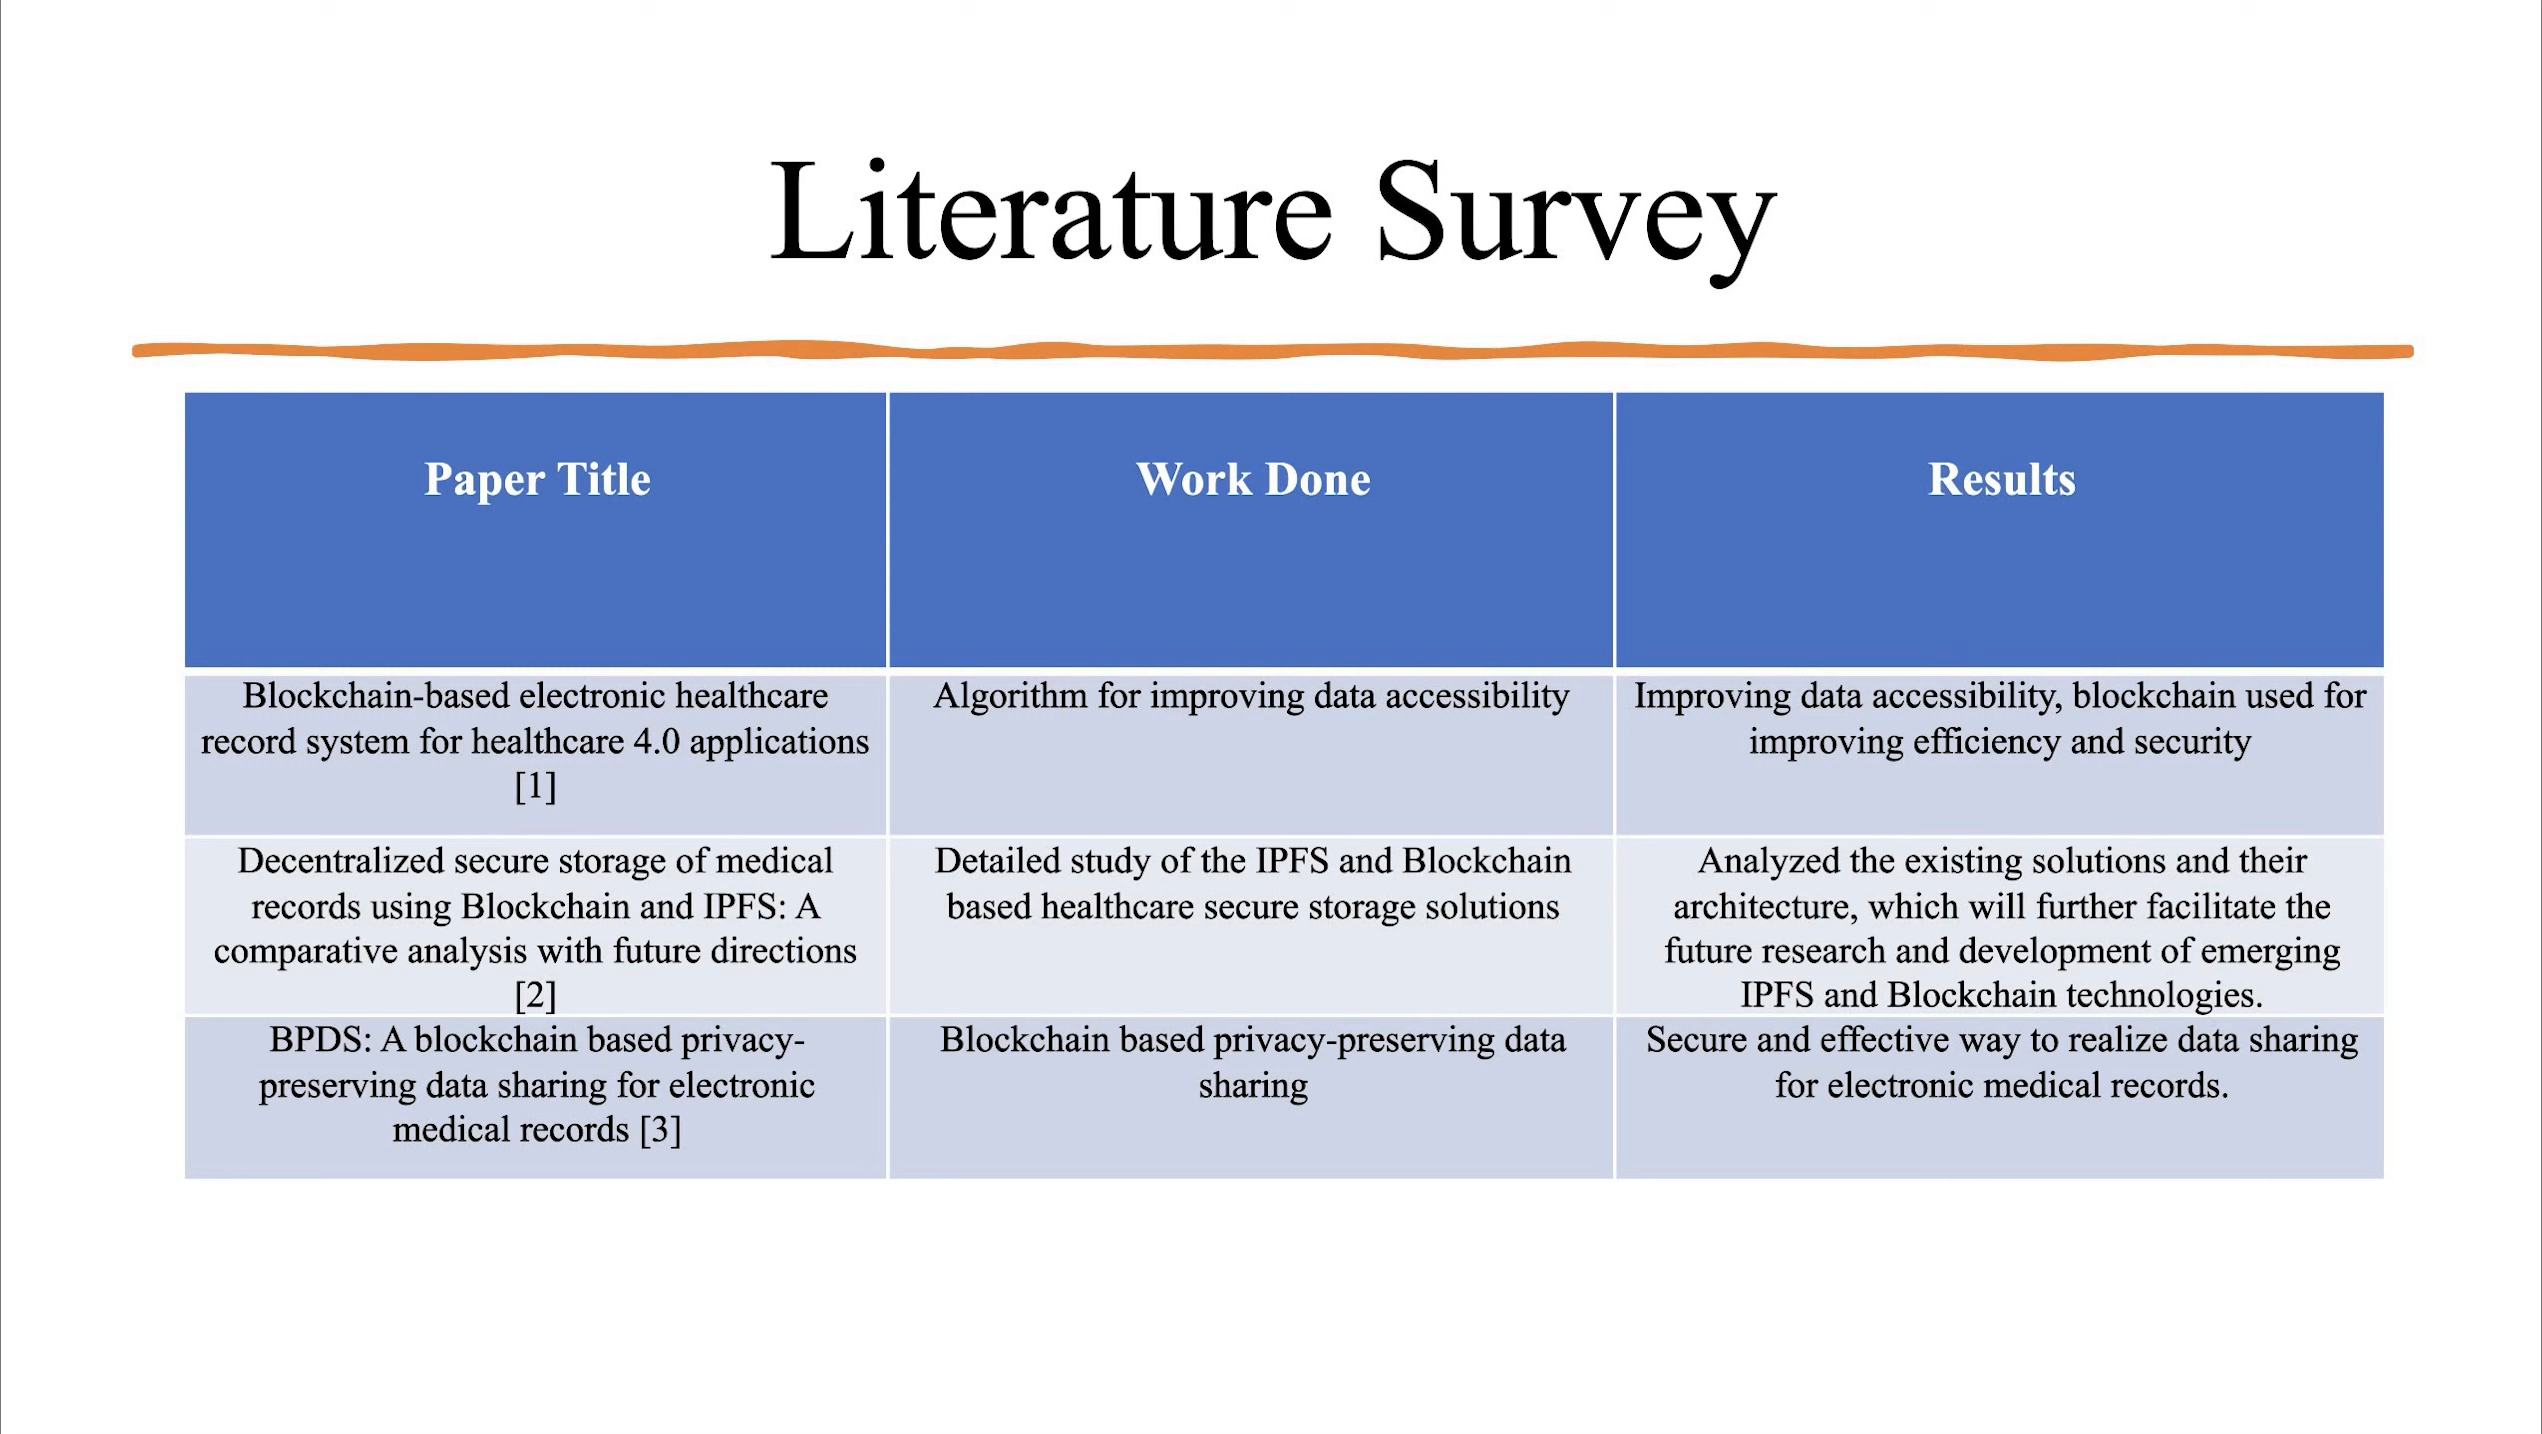 Literature Survey
Paper Title
Work Done
Results
Blockchain-based electronic healthcare
record system for healthcare 4.0 applications
[1]
Algorithm for improving data accessibility
Improving data accessibility, blockchain used for
improving efficiency and security
Decentralized secure storage of medical
records using Blockchain and IPFS: A
comparative analysis with future directions
[2]
Detailed study of the IPFS and Blockchain
based healthcare secure storage solutions
Analyzed the existing solutions and their
architecture, which will further facilitate the
future research and development of emerging
IPFS and Blockchain technologies.
BPDS: A blockchain based privacy-
preserving data sharing for electronic
medical records [3]
Blockchain based privacy-preserving data
sharing
Secure and effective way to realize data sharing
for electronic medical records.